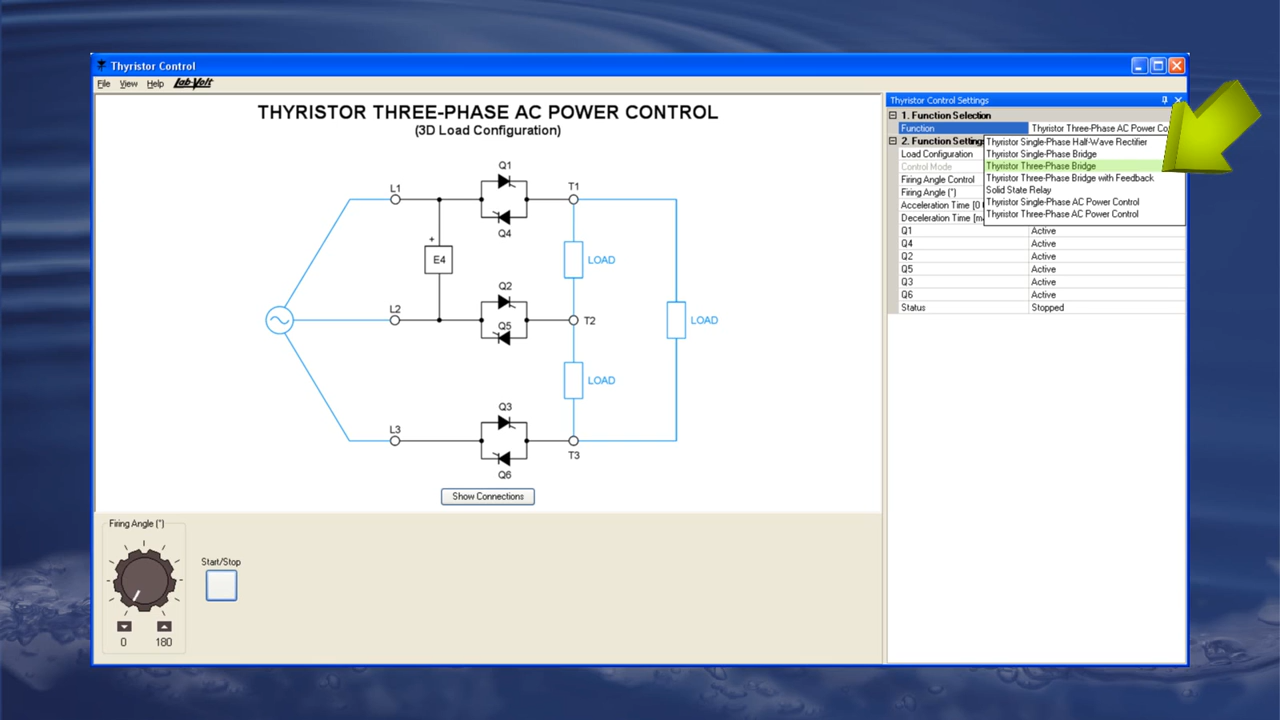 Thyristor Control
File View Help Lab-Volt
THYRISTOR THREE-PHASE AC POWER CONTROL
(3D Load Configuration)
Q1
L1
T1
Q4
+
E4
LOAD
Q2
L2
T2
Q5
LOAD
LOAD
Q3
L3
T3
Q6
Show Connections
Firing Angle (°)
0 180
Start/Stop
Thyristor Control Settings
1. Function Selection
Function Thyristor Three-Phase AC Power Co
2. Function Setting
Thyristor Single-Phase Half-Wave Rectifier
Thyristor Single-Phase Bridge
Thyristor Three-Phase Bridge
Thyristor Three-Phase Bridge with Feedback
Solid State Relay
Thyristor Single-Phase AC Power Control
Thyristor Three-Phase AC Power Control
Load Configuration
Control Mode
Firing Angle Control
Firing Angle (°)
Acceleration Time [0
Deceleration Time [m
Q1 Active
Q4 Active
Q2 Active
Q5 Active
Q3 Active
Q6 Active
Status Stopped